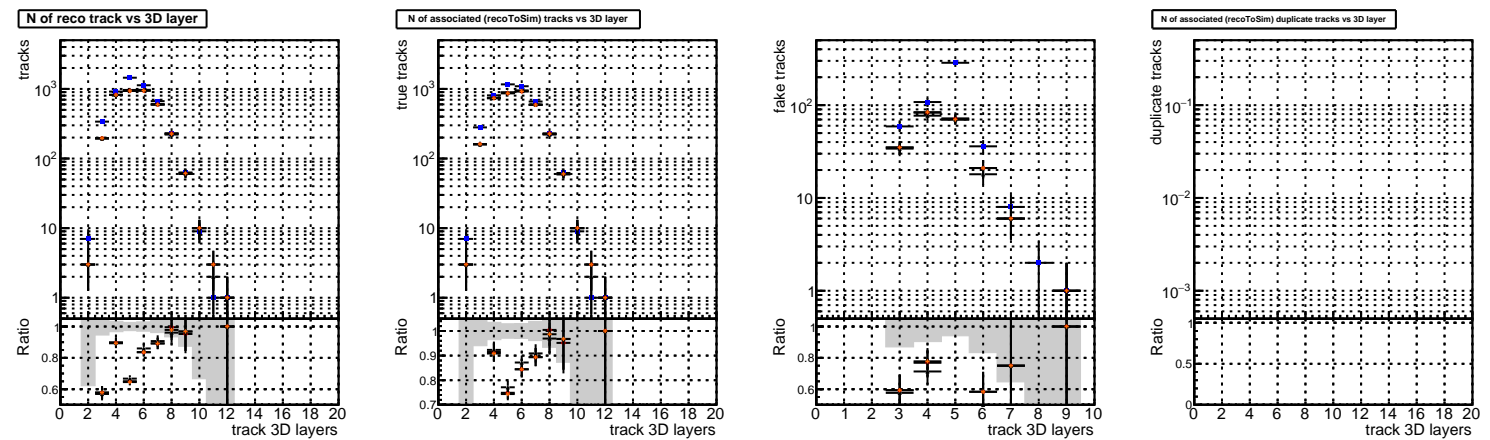 N of reco track vs 3D layer
tracks
10³
10²
10
1
Ratio
1
0.8
0.6
0 2 4 6 8 10 12 14 16 18 20
track 3D layers
N of associated (recoToSim) tracks vs 3D layer
true tracks
10³
10²
10
1
Ratio
1
0.9
0.8
0.7
0 2 4 6 8 10 12 14 16 18 20
track 3D layers
fake tracks
10²
10
1
Ratio
1
0.8
0.6
0 1 2 3 4 5 6 7 8 9 10
track 3D layers
N of associated (recoToSim) duplicate tracks vs 3D layer
duplicate tracks
10⁻¹
10⁻²
10⁻³
Ratio
1
0.5
0
0 2 4 6 8 10 12 14 16 18 20
track 3D layers